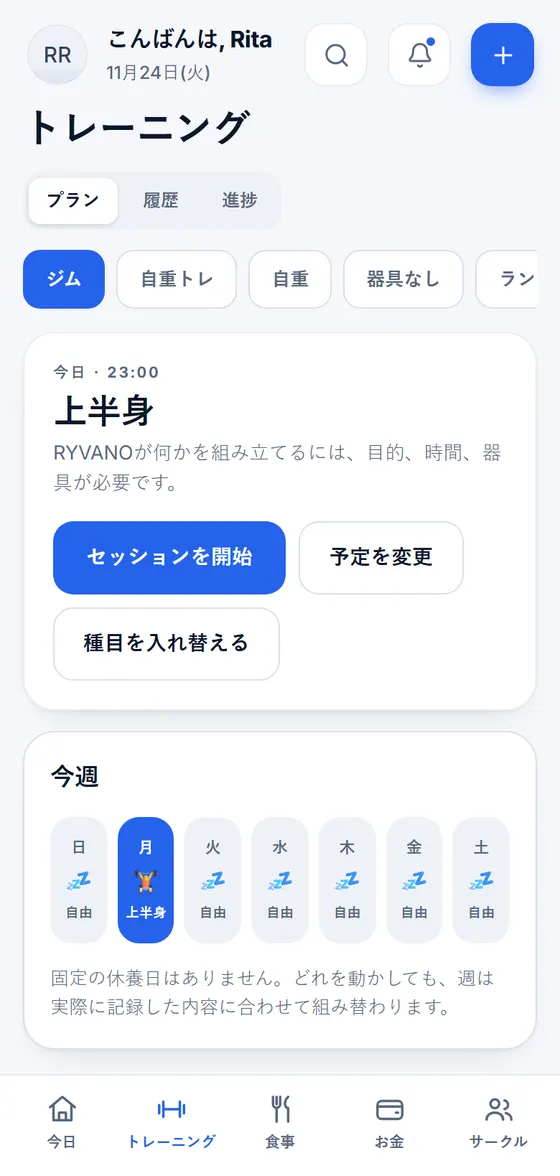 RR
こんばんは, Rita
11月24日(火)
トレーニング
プラン 履歴 進捗
ジム 自重トレ 自重 器具なし ラン
今日 · 23:00
上半身
RYVANOが何かを組み立てるには、目的、時間、器
具が必要です。
セッションを開始 予定を変更
種目を入れ替える
今週
日 月 火 水 木 金 土
自由 上半身 自由 自由 自由 自由 自由
固定の休養日はありません。どれを動かしても、週は
実際に記録した内容に合わせて組み替わります。
今日 トレーニング 食事 お金 サークル